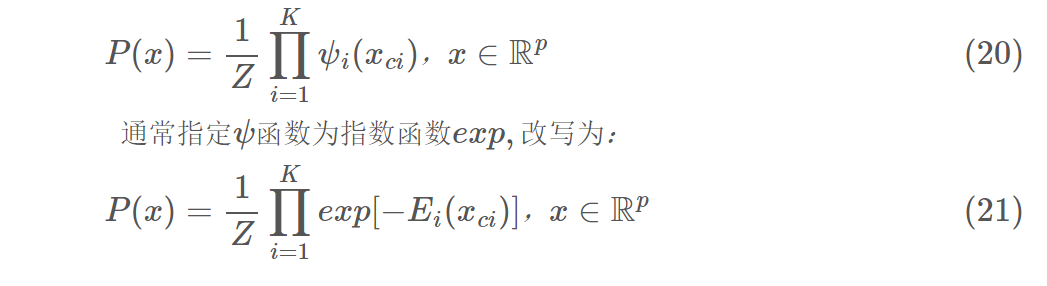 $P(x) = \frac{1}{Z} \prod_{i=1}^{K} \psi_i(x_{ci})，x \in \mathbb{R}^p \quad (20)$
通常指定$\psi$函数为指数函数$exp$,改写为：
$P(x) = \frac{1}{Z} \prod_{i=1}^{K} exp[-E_i(x_{ci})]，x \in \mathbb{R}^p \quad (21)$